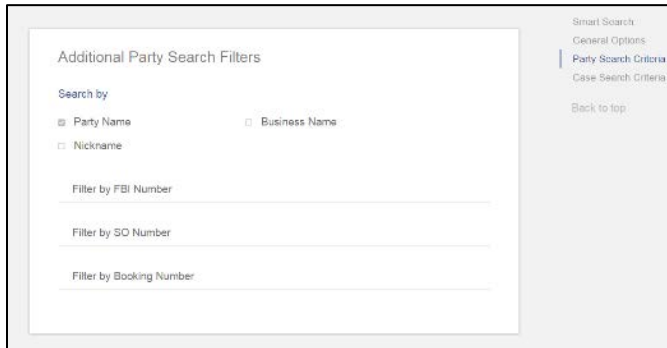 Smart Search
General Options
Additional Party Search Filters
Party Search Criteria
Case Search Criteria
Search by
Back to top
Party Name
Business Name
Nickname
Filter by FBI Number
Filter by SO Number
Filter by Booking Number